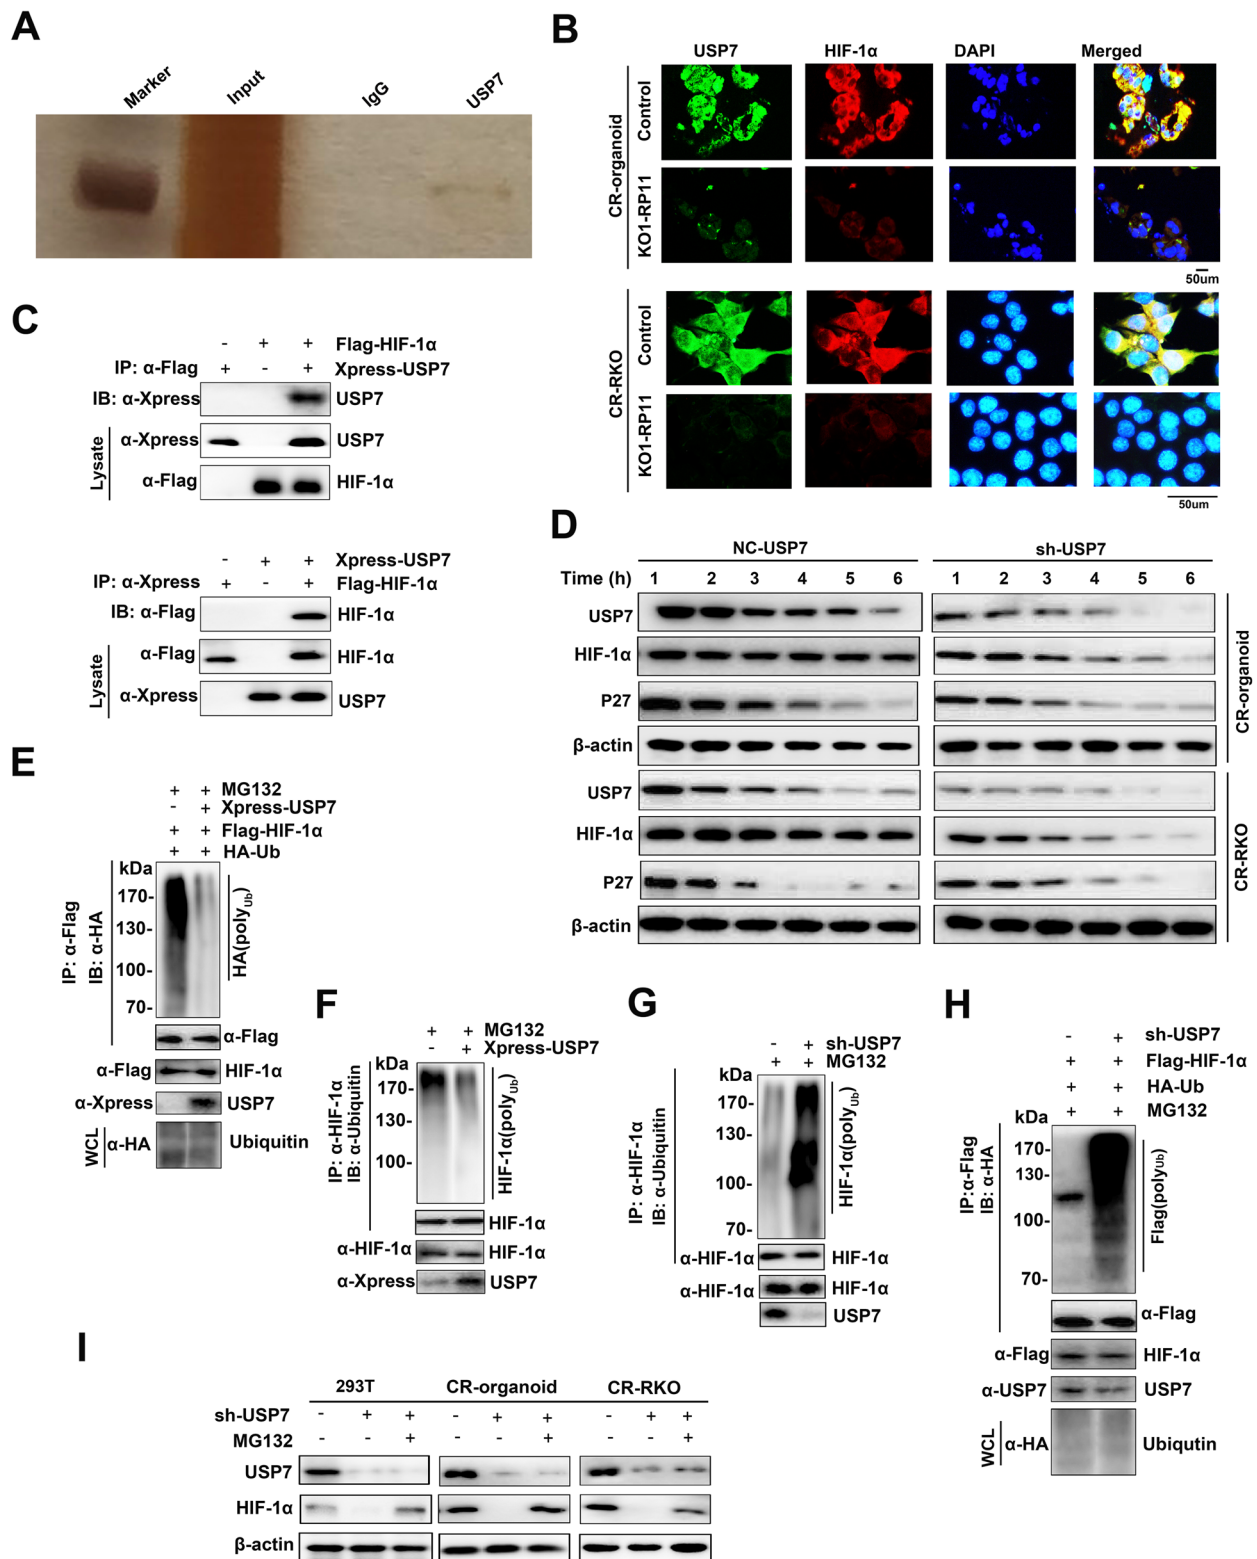 A
Marker Input IgG USP7
B
USP7 HIF-1α DAPI Merged
CR-organoid
Control
KO1-RP11
50um
CR-RKO
Control
KO1-RP11
50um
C
- + + Flag-HIF-1α
IP: α-Flag + - + Xpress-USP7
IB: α-Xpress USP7
Lysate
α-Xpress USP7
α-Flag HIF-1α
- + + Xpress-USP7
IP: α-Xpress + - + Flag-HIF-1α
IB: α-Flag HIF-1α
Lysate
α-Flag HIF-1α
α-Xpress USP7
D
NC-USP7 sh-USP7
Time (h) 1 2 3 4 5 6 1 2 3 4 5 6
USP7
HIF-1α
P27
β-actin
CR-organoid
USP7
HIF-1α
P27
β-actin
CR-RKO
E
+ + MG132
- + Xpress-USP7
+ + Flag-HIF-1α
+ + HA-Ub
kDa
170-
130-
100-
70-
IP: α-Flag
IB: α-HA
HA(polyUb)
α-Flag
α-Flag HIF-1α
α-Xpress USP7
WCL α-HA Ubiquitin
F
+ + MG132
- + Xpress-USP7
kDa
170-
130-
100-
IP: α-HIF-1α
IB: α-Ubiquitin
HIF-1α(polyUb)
HIF-1α
α-HIF-1α HIF-1α
α-Xpress USP7
G
- + sh-USP7
+ + MG132
kDa
170-
130-
100-
70-
IP: α-HIF-1α
IB: α-Ubiquitin
HIF-1α(polyUb)
α-HIF-1α HIF-1α
α-HIF-1α HIF-1α
USP7
H
- + sh-USP7
+ + Flag-HIF-1α
+ + HA-Ub
+ + MG132
kDa
170-
130-
100-
70-
IP:α-Flag
IB: α-HA
Flag(polyUb)
α-Flag
α-Flag HIF-1α
α-USP7 USP7
WCL α-HA Ubiqutin
I
293T CR-organoid CR-RKO
sh-USP7 - + + - + + - + +
MG132 - - + - - + - - +
USP7
HIF-1α
β-actin